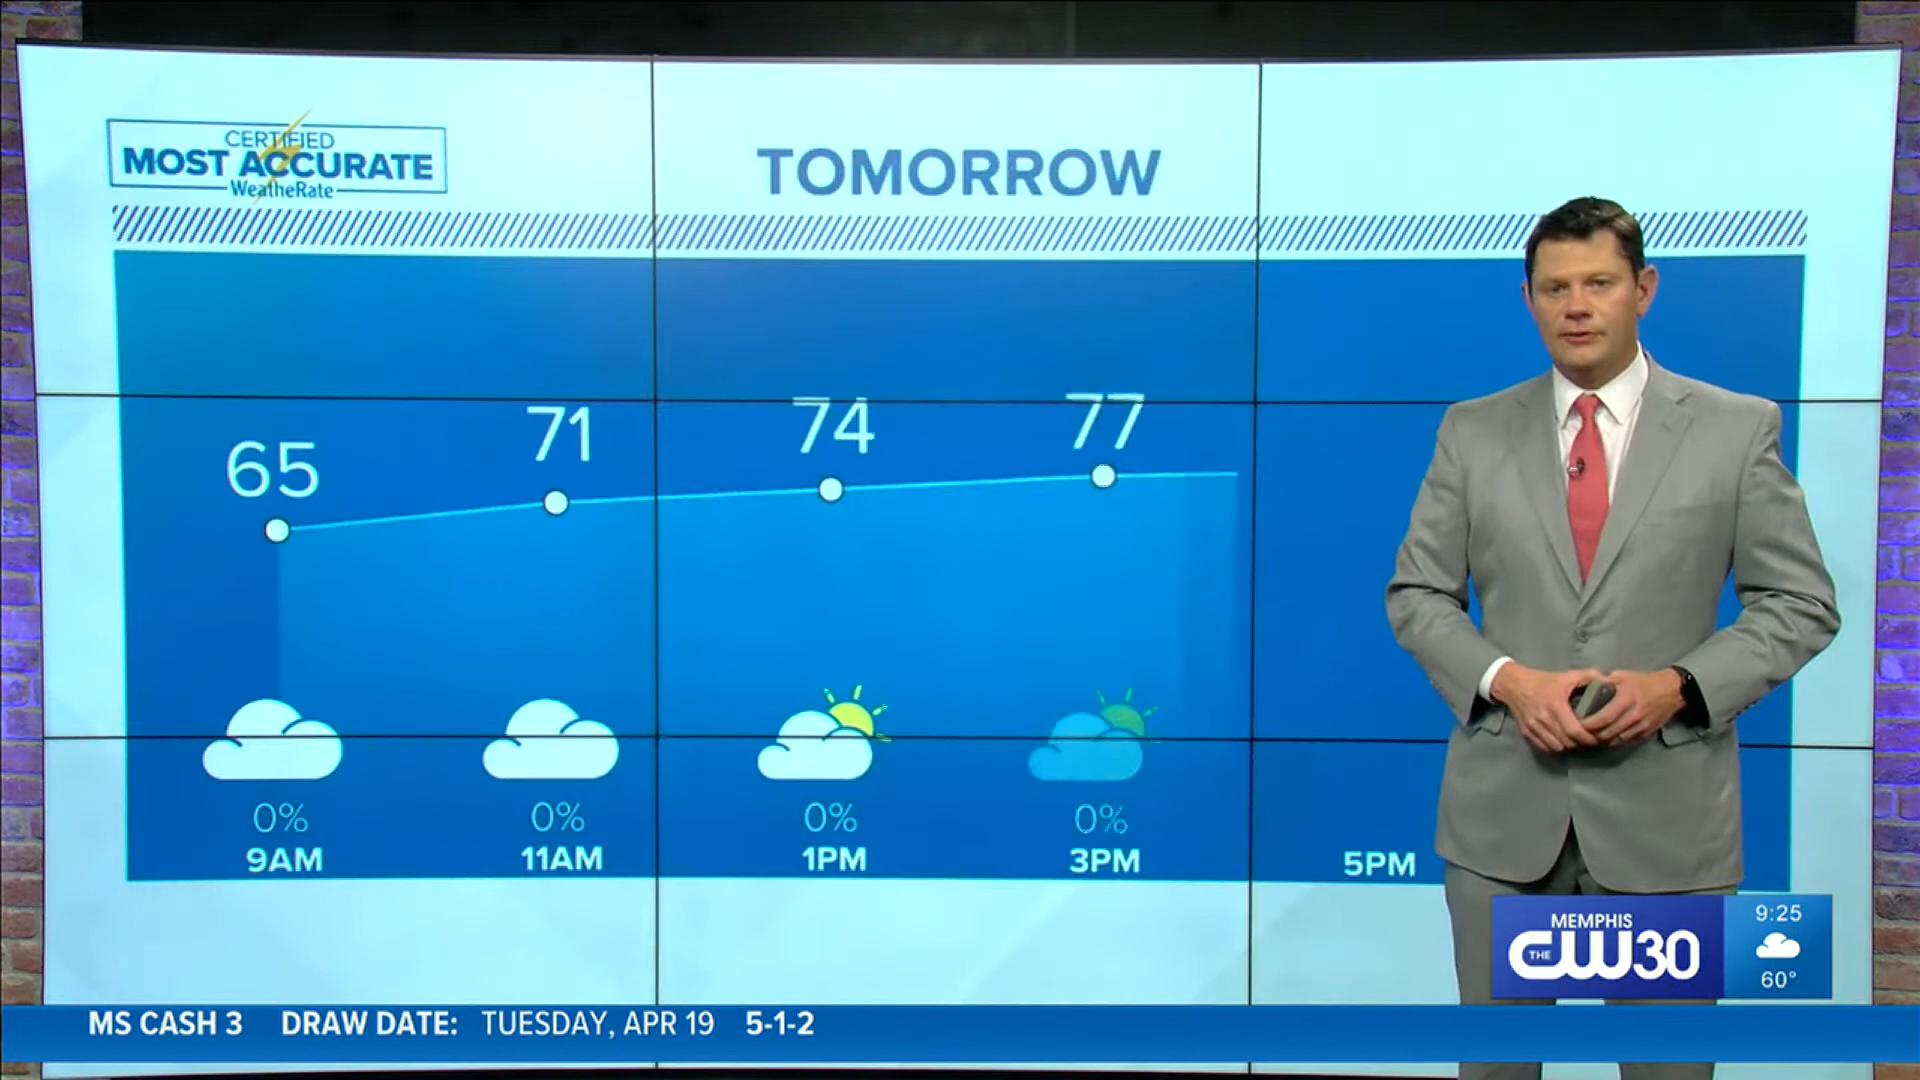 CERTIFIED
MOST ACCURATE
WeatheRate
TOMORROW
65 71 74 77
0% 0% 0% 0%
9AM 11AM 1PM 3PM 5PM
MEMPHIS
THE CW30
9:25
60°
MS CASH 3 DRAW DATE: TUESDAY, APR 19 5-1-2